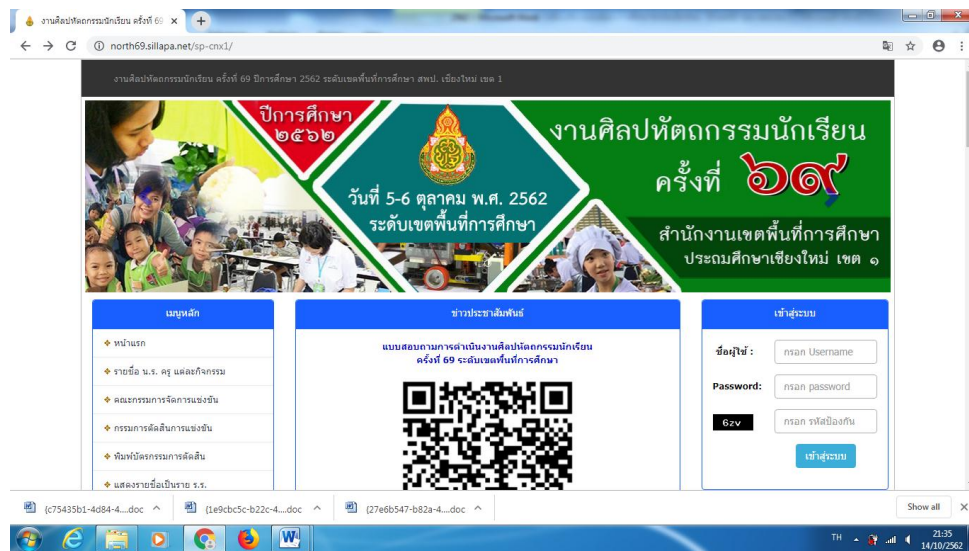 งานศิลปหัตถกรรมนักเรียน ครั้งที่ 69
north69.sillapa.net/sp-cnx1/
งานศิลปหัตถกรรมนักเรียน ครั้งที่ 69 ปีการศึกษา 2562 ระดับเขตพื้นที่การศึกษา สพป. เชียงใหม่ เขต 1
ปีการศึกษา
๒๕๖๒
วันที่ 5-6 ตุลาคม พ.ศ. 2562
ระดับเขตพื้นที่การศึกษา
งานศิลปหัตถกรรมนักเรียน
ครั้งที่ ๖๙
สำนักงานเขตพื้นที่การศึกษา
ประถมศึกษาเชียงใหม่ เขต ๑
เมนูหลัก
หน้าแรก
รายชื่อ น.ร. ครู แต่ละกิจกรรม
คณะกรรมการจัดการแข่งขัน
กรรมการตัดสินการแข่งขัน
พิมพ์บัตรกรรมการตัดสิน
แสดงรายชื่อเป็นราย ร.ร.
ข่าวประชาสัมพันธ์
แบบสอบถามการดำเนินงานศิลปหัตถกรรมนักเรียน
ครั้งที่ 69 ระดับเขตพื้นที่การศึกษา
เข้าสู่ระบบ
ชื่อผู้ใช้ : กรอก Username
Password: กรอก password
6zv กรอก รหัสป้องกัน
เข้าสู่ระบบ
{c75435b1-4d84-4....doc
{1e9cbc5c-b22c-4....doc
{27e6b547-b82a-4....doc
Show all
TH
21:35
14/10/2562